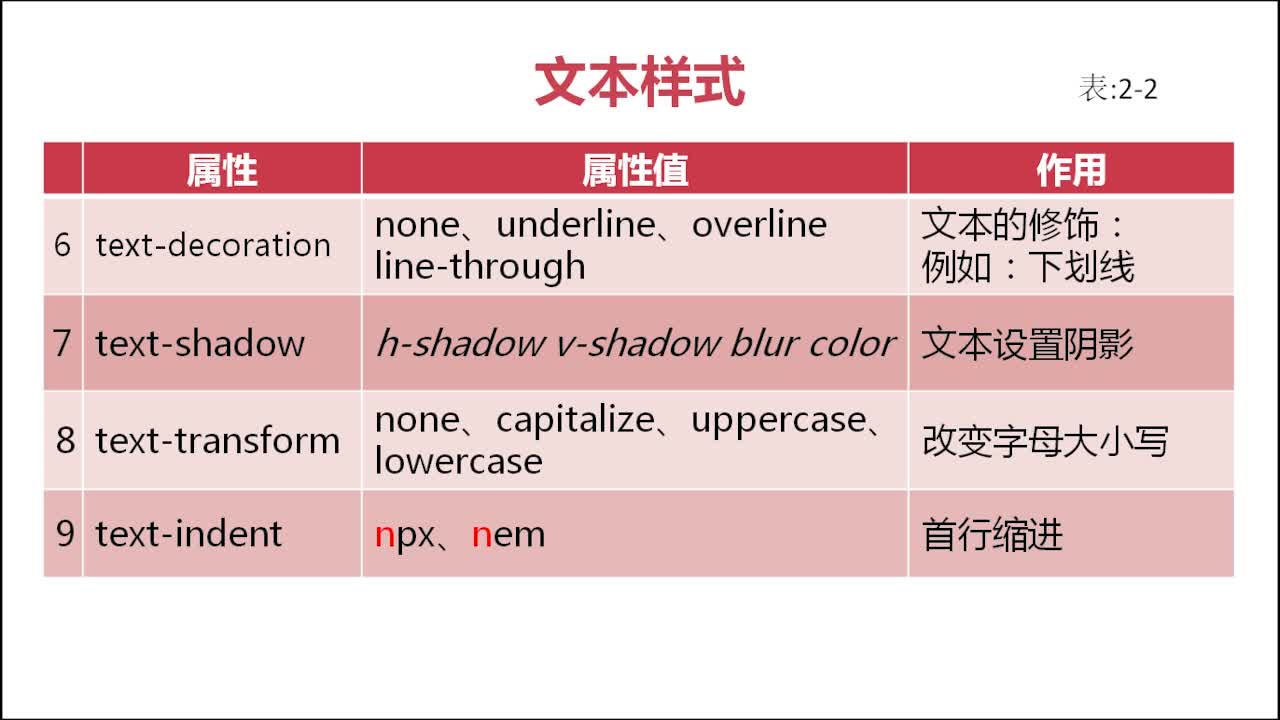 文本样式
表:2-2
属性 属性值 作用
6 text-decoration none、underline、overline line-through 文本的修饰：例如：下划线
7 text-shadow h-shadow v-shadow blur color 文本设置阴影
8 text-transform none、capitalize、uppercase、lowercase 改变字母大小写
9 text-indent npx、nem 首行缩进